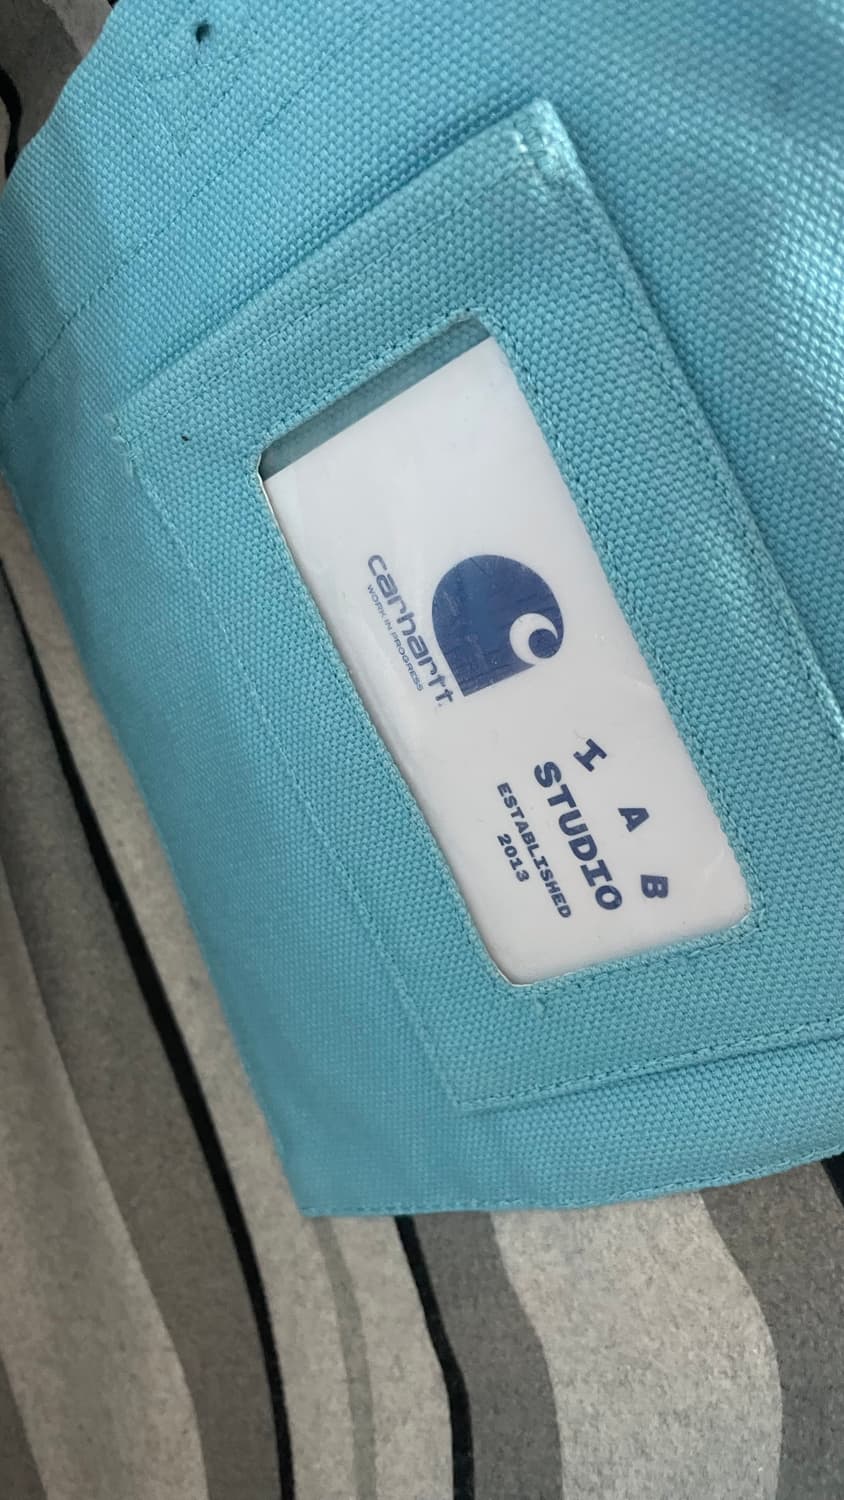 carhartt.
WORK IN PROGRESS
I A B
STUDIO
ESTABLISHED
2013